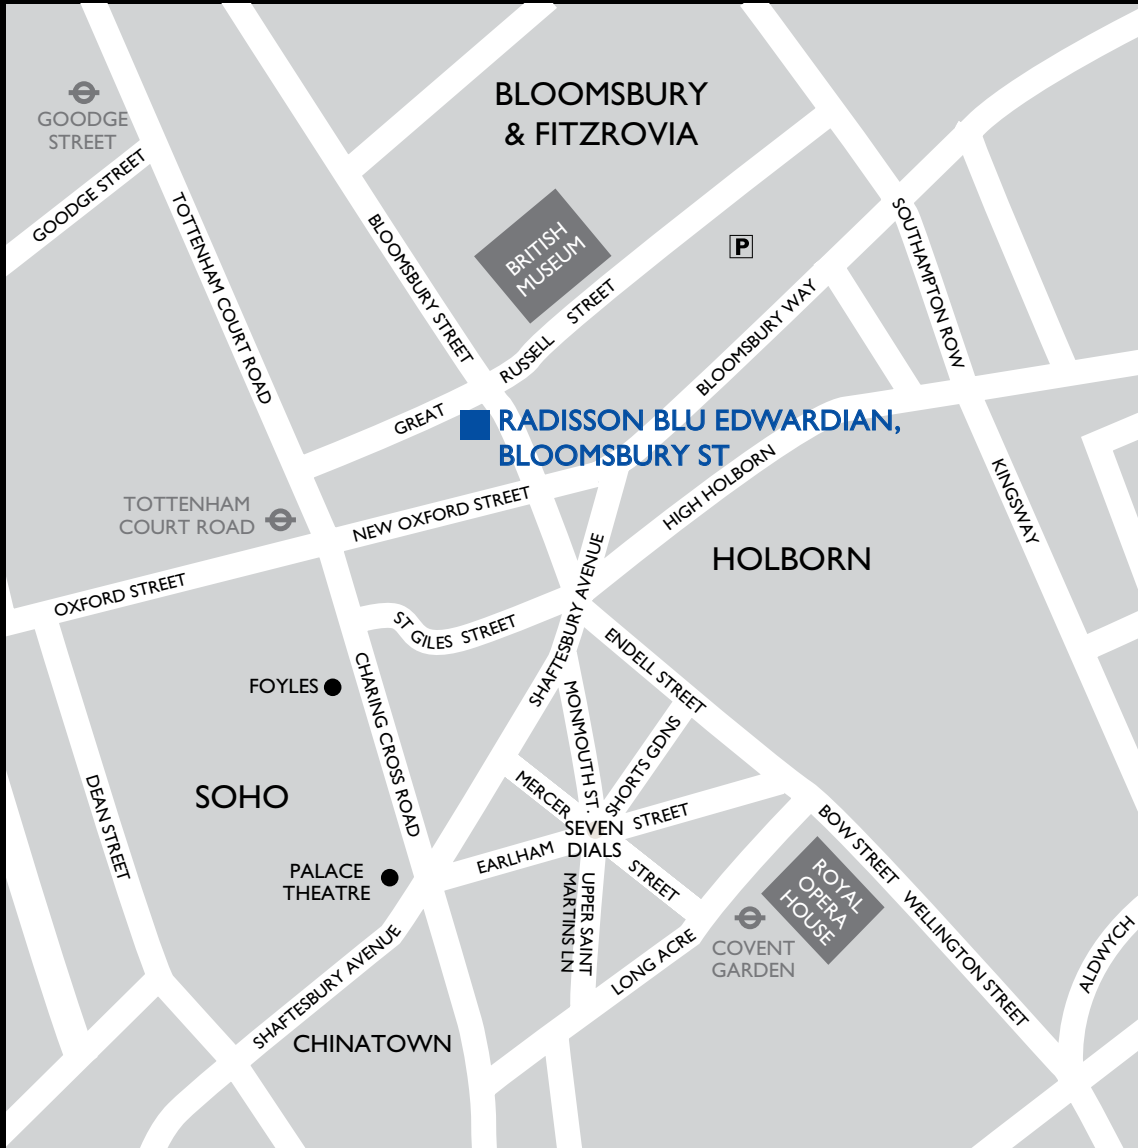 BLOOMSBURY
& FITZROVIA
GOODGE
STREET
GOODGE STREET
TOTTENHAM COURT ROAD
BLOOMSBURY STREET
BRITISH
MUSEUM
P
SOUTHAMPTON ROW
GREAT RUSSELL STREET
BLOOMSBURY WAY
RADISSON BLU EDWARDIAN,
BLOOMSBURY ST
HIGH HOLBORN
KINGSWAY
TOTTENHAM
COURT ROAD
NEW OXFORD STREET
OXFORD STREET
HOLBORN
ST GILES STREET
SHAFTESBURY AVENUE
ENDELL STREET
FOYLES
CHARING CROSS ROAD
MONMOUTH ST.
SHORTS GDNS
SOHO
DEAN STREET
MERCER STREET
SEVEN
DIALS
EARLHAM STREET
BOW STREET
PALACE
THEATRE
UPPER SAINT
MARTINS LN
ROYAL
OPERA
HOUSE
WELLINGTON STREET
COVENT
GARDEN
LONG ACRE
ALDWYCH
SHAFTESBURY AVENUE
CHINATOWN